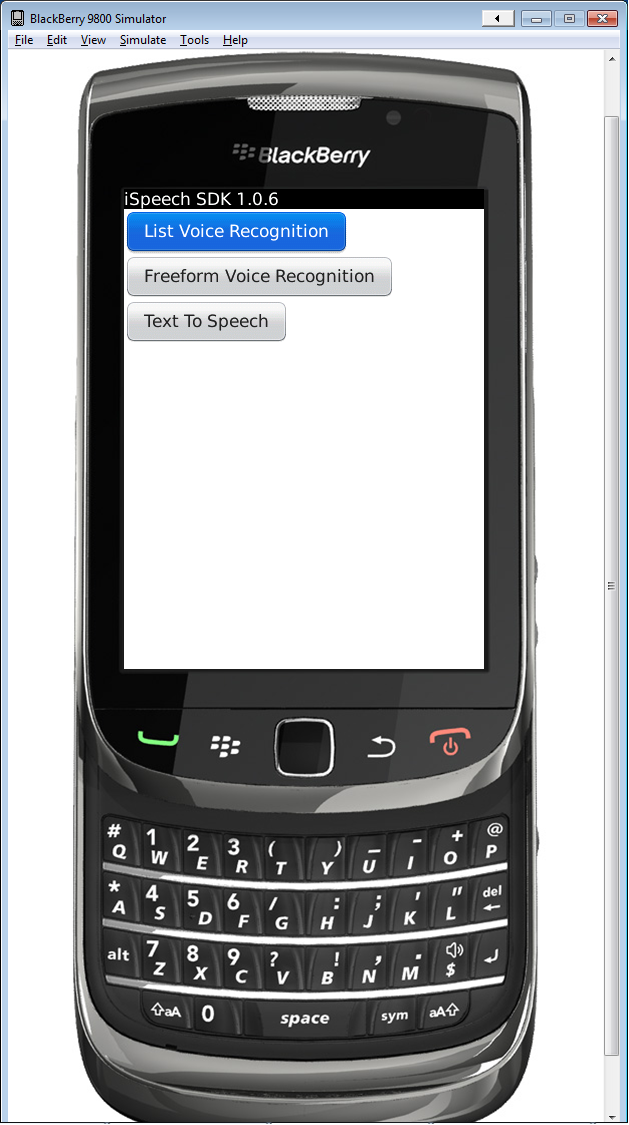 BlackBerry 9800 Simulator
File Edit View Simulate Tools Help
BlackBerry
iSpeech SDK 1.0.6
List Voice Recognition
Freeform Voice Recognition
Text To Speech
# 1 2 3 ( ) _ - + @
Q W E R T Y U I O P
* 4 5 6 / : ; ' " del
A S D F G H J K L
alt 7 8 9 ? ! , . $
Z X C V B N M
aA 0 space sym aA